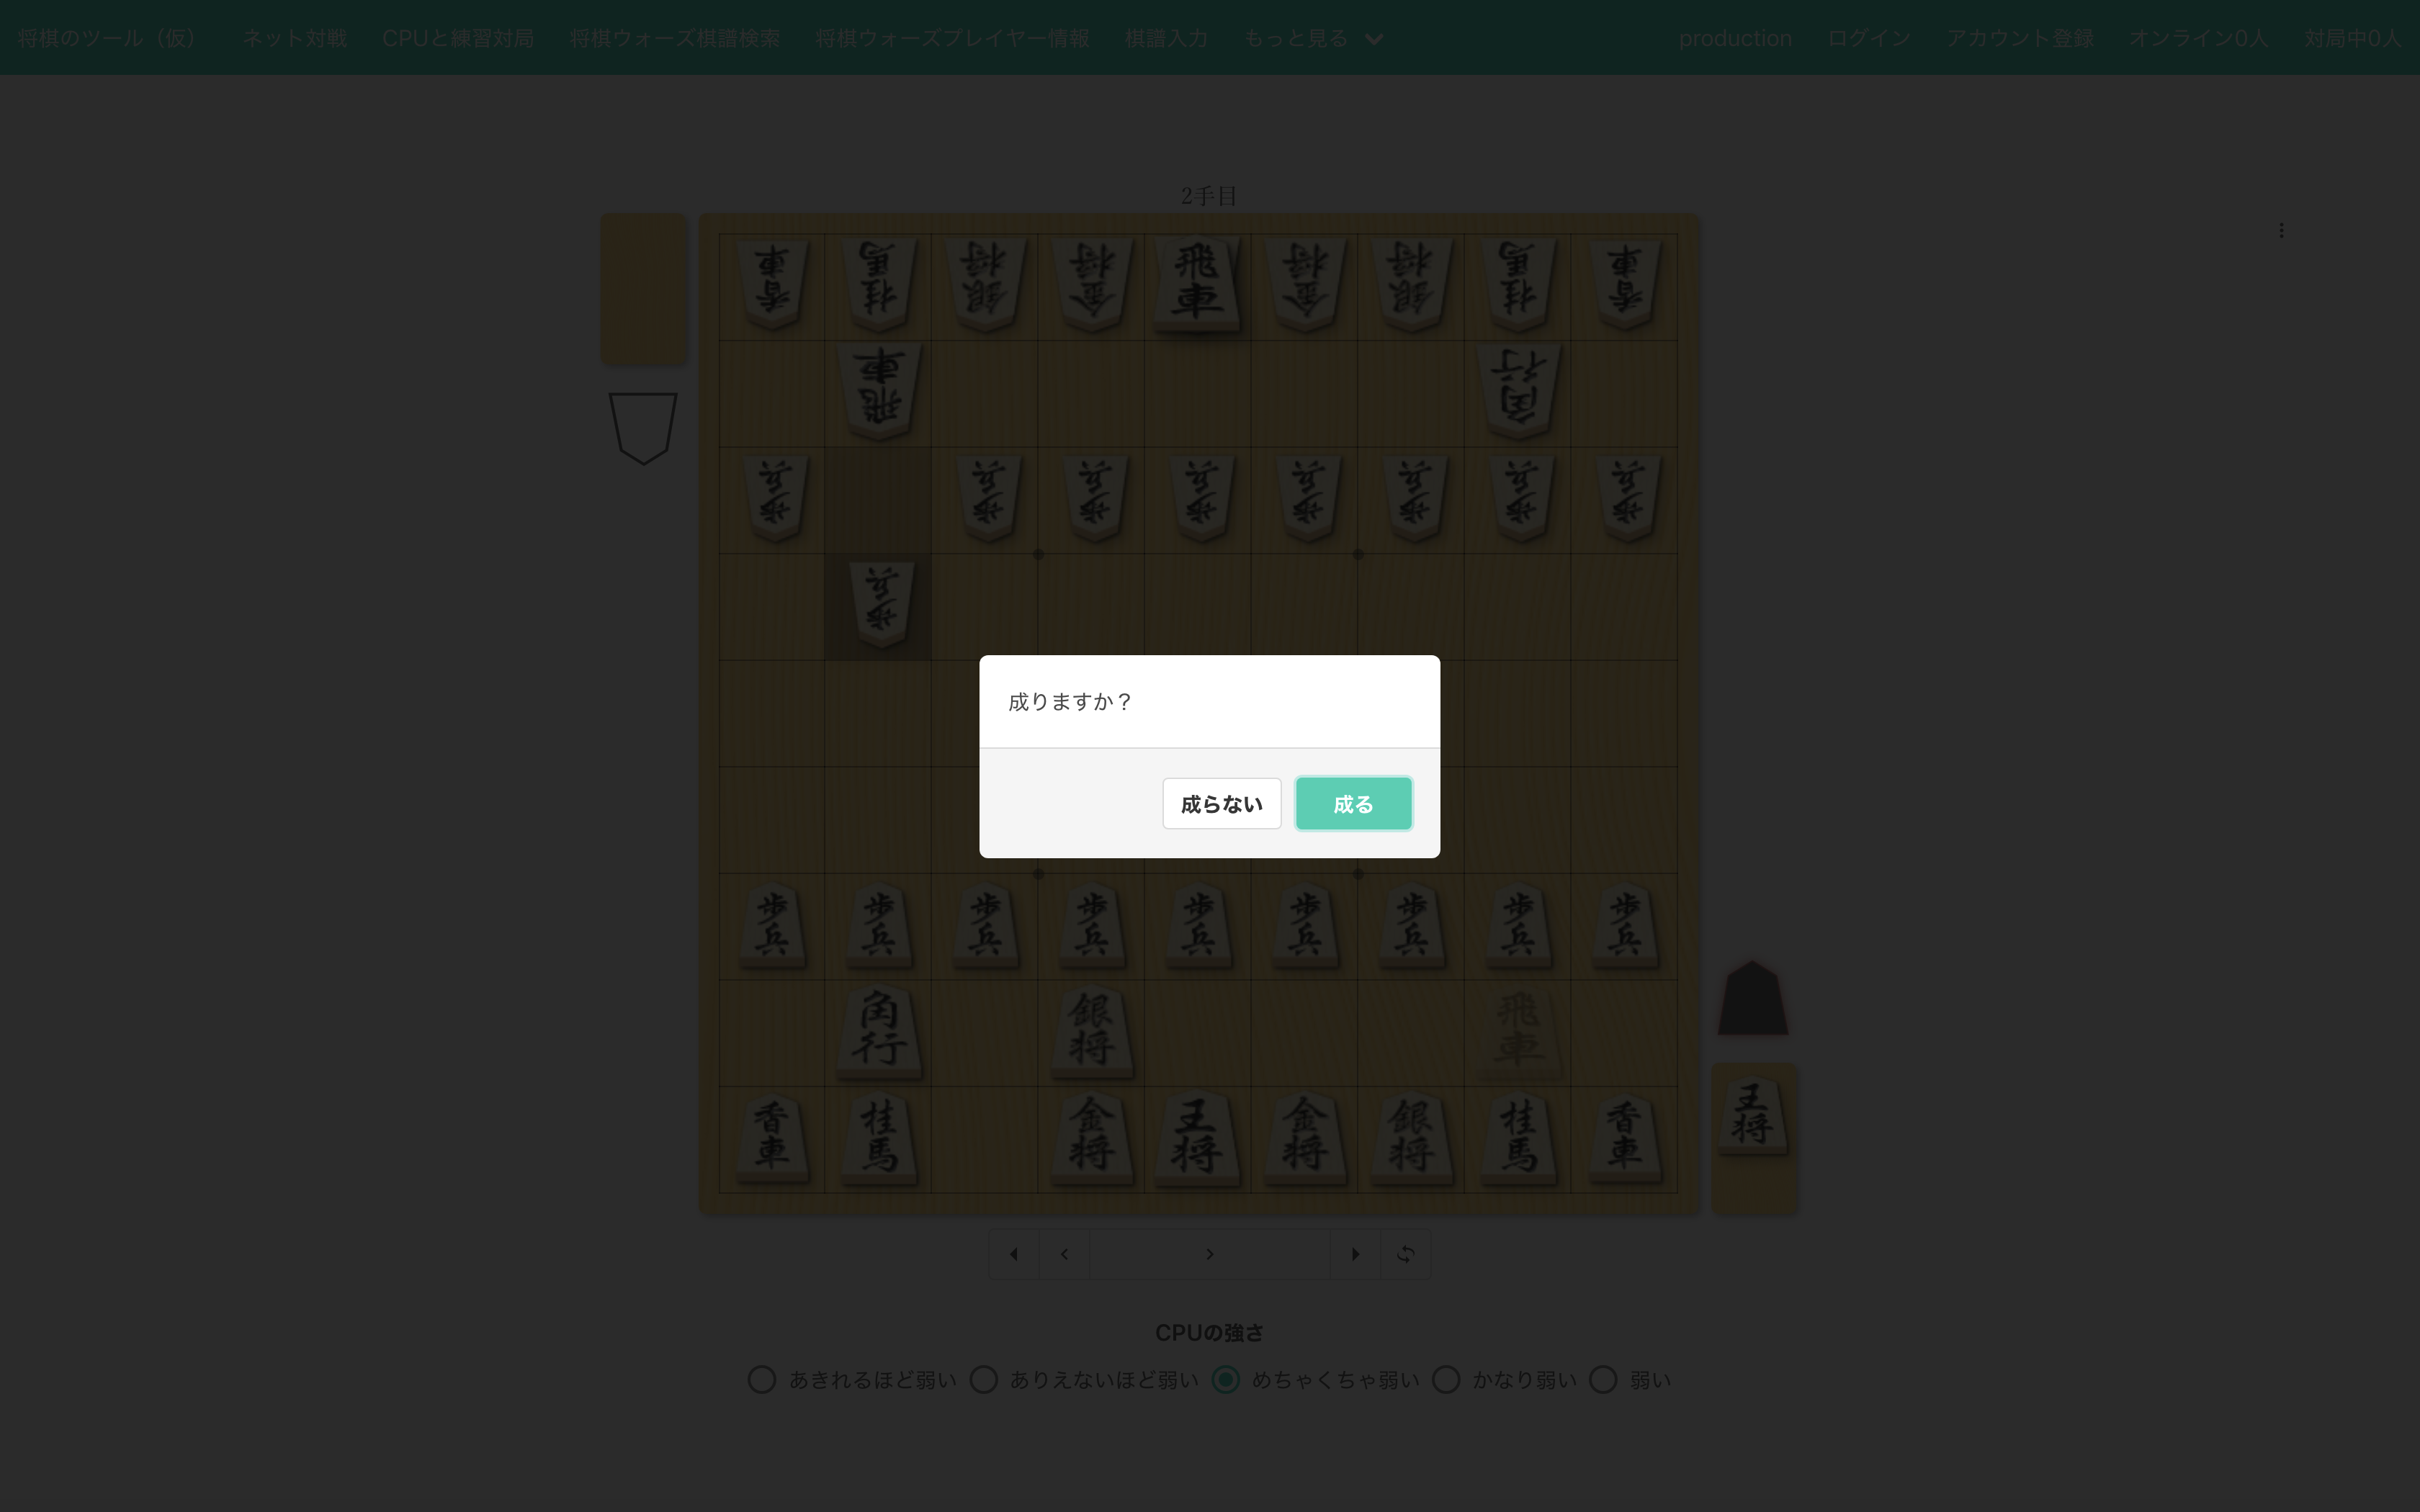 将棋のツール（仮） ネット対戦 CPUと練習対局 将棋ウォーズ棋譜検索 将棋ウォーズプレイヤー情報 棋譜入力 もっと見る production ログイン アカウント登録 オンライン0人 対局中0人
2手目
香車 桂馬 銀将 金将 飛車 金将 銀将 桂馬 香車
飛車 角行
歩兵 歩兵 歩兵 歩兵 歩兵 歩兵 歩兵 歩兵
歩兵
成りますか？
成らない 成る
歩兵 歩兵 歩兵 歩兵 歩兵 歩兵 歩兵 歩兵 歩兵
角行 銀将 飛車
香車 桂馬 金将 王将 金将 銀将 桂馬 香車
王将
CPUの強さ
あきれるほど弱い ありえないほど弱い めちゃくちゃ弱い かなり弱い 弱い